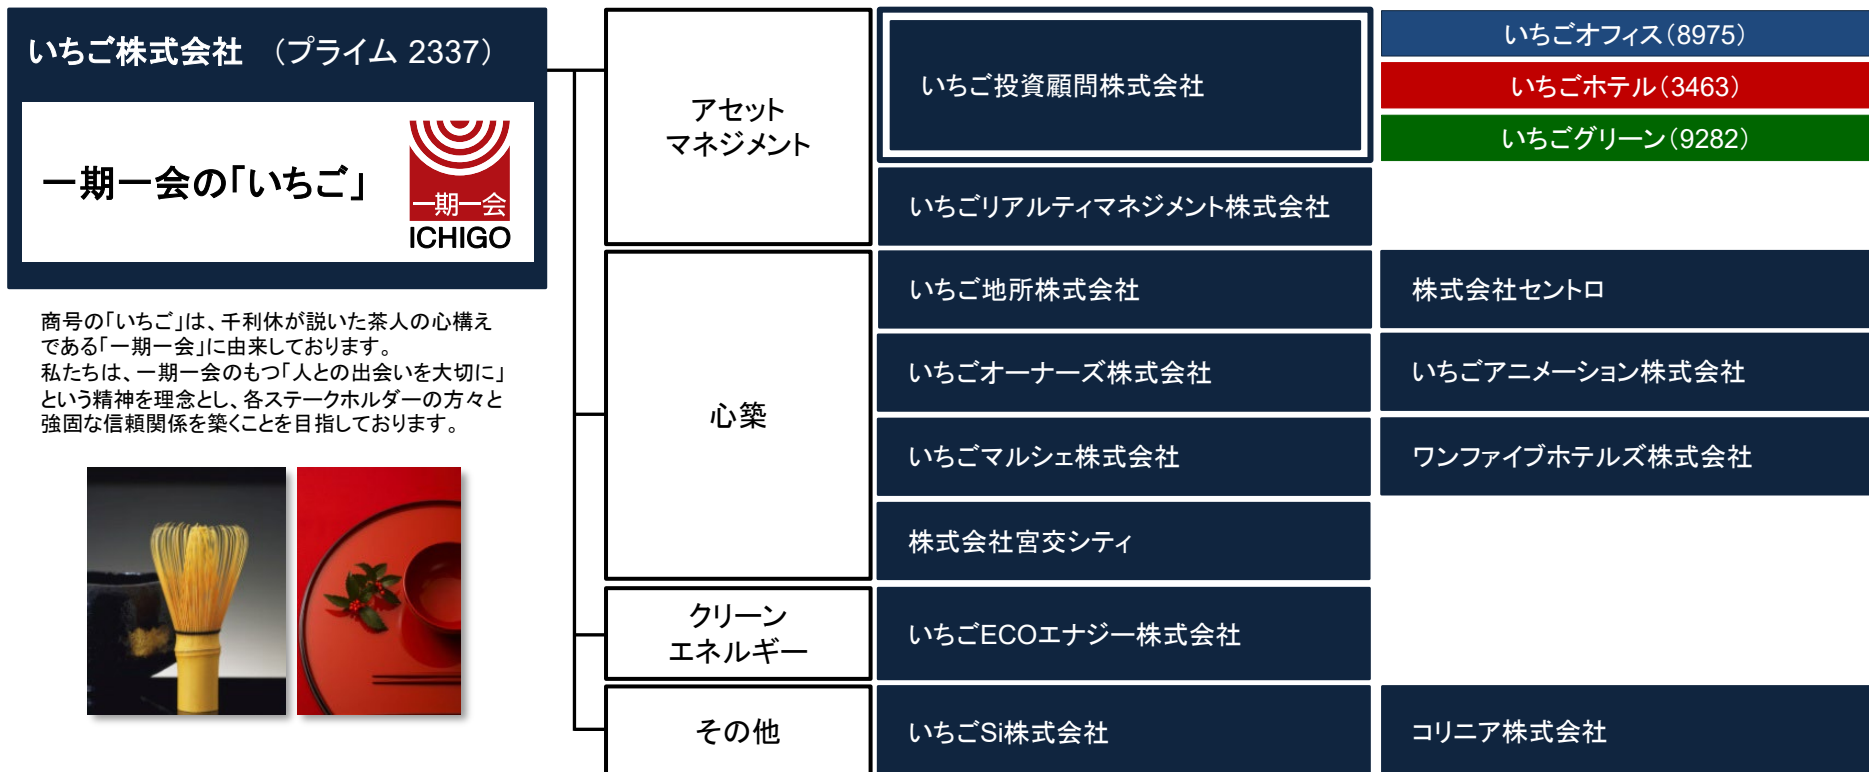 いちご株式会社 (プライム 2337)
一期一会の「いちご」
一期一会
ICHIGO
商号の「いちご」は、千利休が説いた茶人の心構え
である「一期一会」に由来しております。
私たちは、一期一会のもつ「人との出会いを大切に」
という精神を理念とし、各ステークホルダーの方々と
強固な信頼関係を築くことを目指しております。
アセット
マネジメント
いちご投資顧問株式会社
いちごオフィス(8975)
いちごホテル(3463)
いちごグリーン(9282)
いちごリアルティマネジメント株式会社
心築
いちご地所株式会社
株式会社セントロ
いちごオーナーズ株式会社
いちごアニメーション株式会社
いちごマルシェ株式会社
ワンファイブホテルズ株式会社
株式会社宮交シティ
クリーン
エネルギー
いちごECOエナジー株式会社
その他
いちごSi株式会社
コリニア株式会社